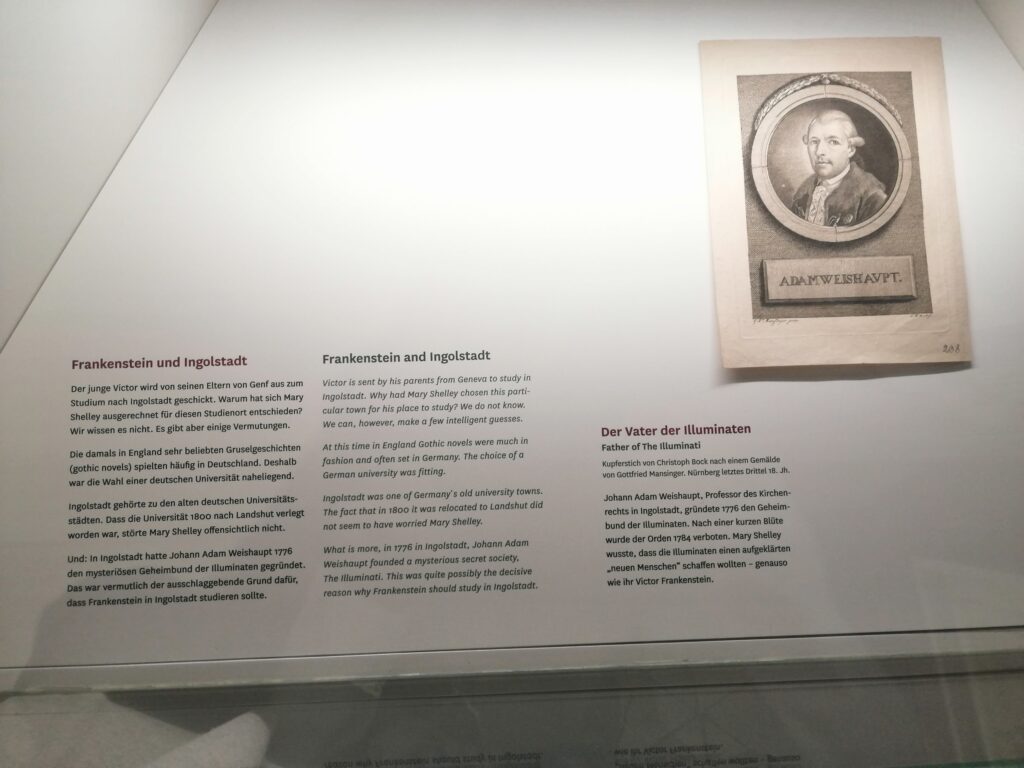 Frankenstein und Ingolstadt
Der junge Victor wird von seinen Eltern von Genf aus zum
Studium nach Ingolstadt geschickt. Warum hat sich Mary
Shelley ausgerechnet für diesen Studienort entschieden?
Wir wissen es nicht. Es gibt aber einige Vermutungen.
Die damals in England sehr beliebten Gruselgeschichten
(gothic novels) spielten häufig in Deutschland. Deshalb
war die Wahl einer deutschen Universität naheliegend.
Ingolstadt gehörte zu den alten deutschen Universitäts-
städten. Dass die Universität 1800 nach Landshut verlegt
worden war, störte Mary Shelley offensichtlich nicht.
Und: In Ingolstadt hatte Johann Adam Weishaupt 1776
den mysteriösen Geheimbund der Illuminaten gegründet.
Das war vermutlich der ausschlaggebende Grund dafür,
dass Frankenstein in Ingolstadt studieren sollte.
Frankenstein and Ingolstadt
Victor is sent by his parents from Geneva to study in
Ingolstadt. Why had Mary Shelley chosen this parti-
cular town for his place to study? We do not know.
We can, however, make a few intelligent guesses.
At this time in England Gothic novels were much in
fashion and often set in Germany. The choice of a
German university was fitting.
Ingolstadt was one of Germany's old university towns.
The fact that in 1800 it was relocated to Landshut did
not seem to have worried Mary Shelley.
What is more, in 1776 in Ingolstadt, Johann Adam
Weishaupt founded a mysterious secret society,
The Illuminati. This was quite possibly the decisive
reason why Frankenstein should study in Ingolstadt.
ADAM WEISHAVPT.
208
Der Vater der Illuminaten
Father of The Illuminati
Kupferstich von Christoph Bock nach einem Gemälde
von Gottfried Mansinger. Nürnberg letztes Drittel 18. Jh.
Johann Adam Weishaupt, Professor des Kirchen-
rechts in Ingolstadt, gründete 1776 den Geheim-
bund der Illuminaten. Nach einer kurzen Blüte
wurde der Orden 1784 verboten. Mary Shelley
wusste, dass die Illuminaten einen aufgeklärten
„neuen Menschen" schaffen wollten – genauso
wie ihr Victor Frankenstein.